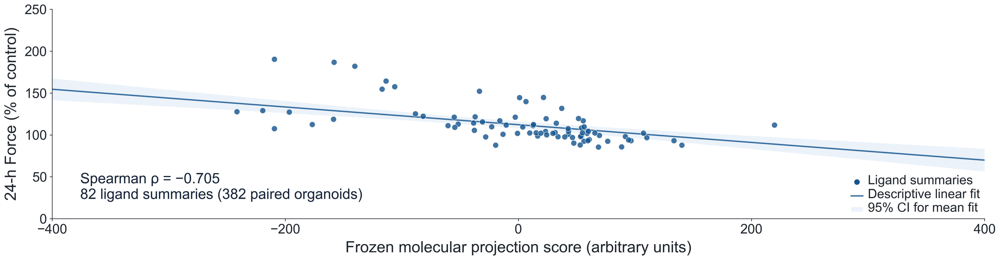 250
200
150
100
50
0
24-h Force (% of control)
Spearman ρ = −0.705
82 ligand summaries (382 paired organoids)
Ligand summaries
Descriptive linear fit
95% CI for mean fit
−400
−200
0
200
400
Frozen molecular projection score (arbitrary units)